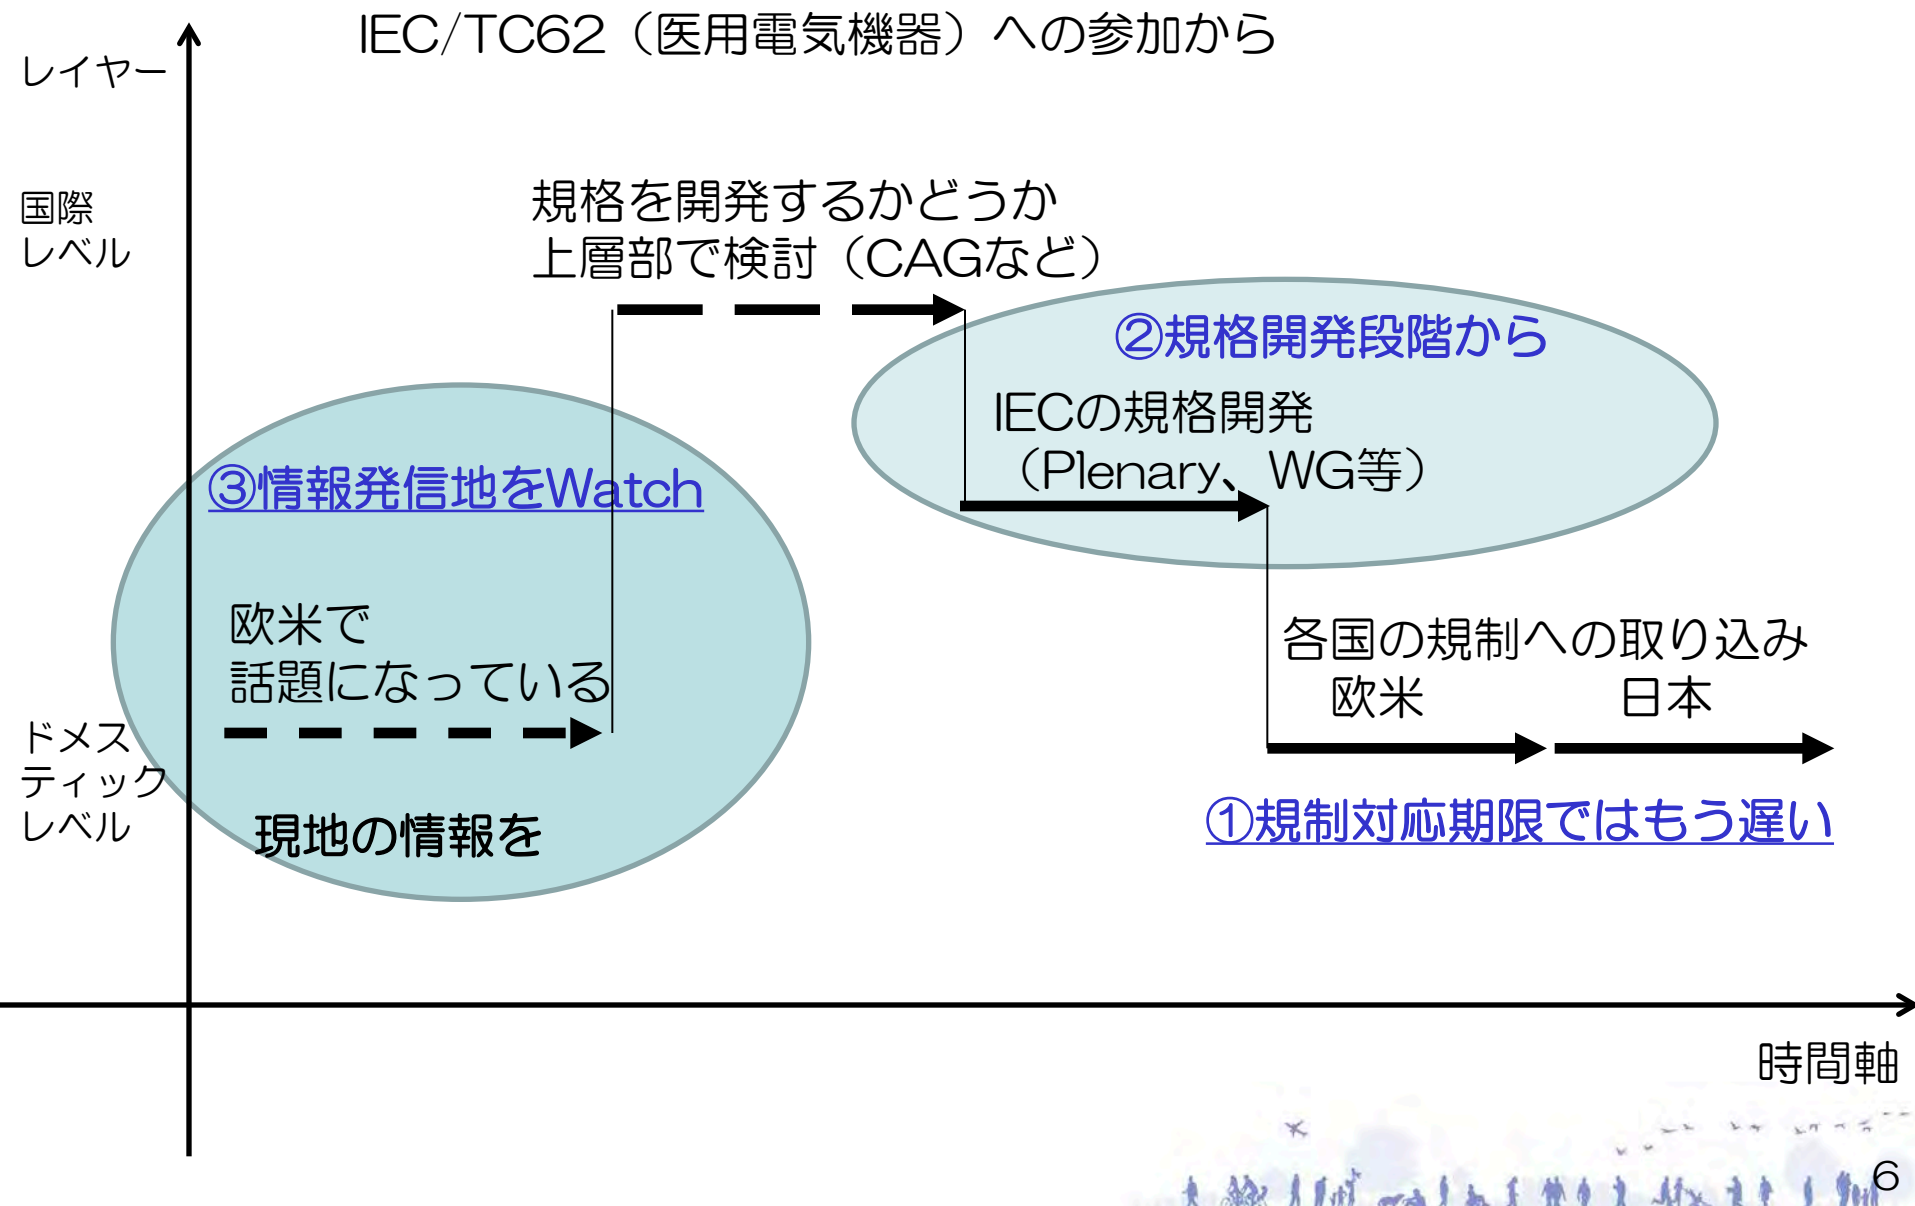 IEC/TC62（医用電気機器）への参加から
レイヤー
国際
レベル
規格を開発するかどうか
上層部で検討（CAGなど）
②規格開発段階から
IECの規格開発
（Plenary、WG等）
③情報発信地をWatch
欧米で
話題になっている
各国の規制への取り込み
欧米
日本
ドメス
ティック
レベル
現地の情報を
①規制対応期限ではもう遅い
時間軸
6